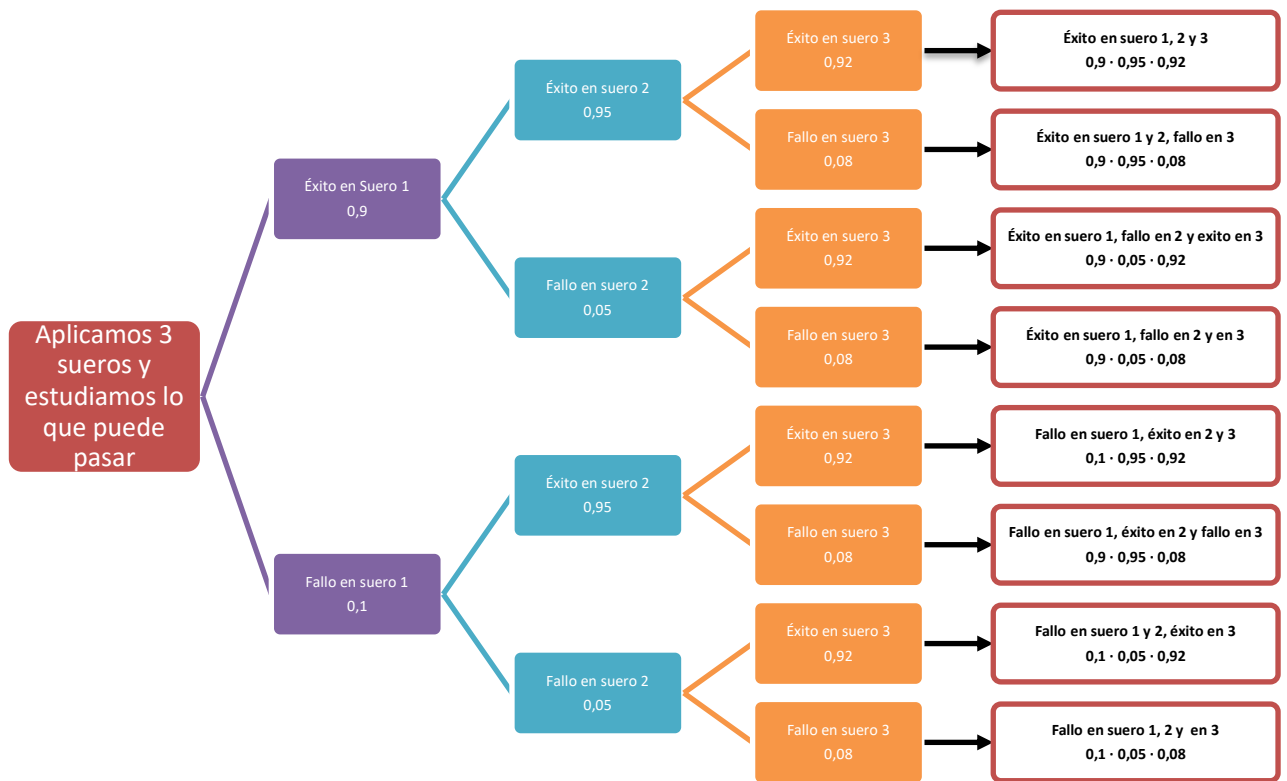 Aplicamos 3
sueros y
estudiamos lo
que puede
pasar
Éxito en Suero 1
0,9
Éxito en suero 2
0,95
Éxito en suero 3
0,92
Éxito en suero 1, 2 y 3
0,9 · 0,95 · 0,92
Fallo en suero 3
0,08
Éxito en suero 1 y 2, fallo en 3
0,9 · 0,95 · 0,08
Fallo en suero 2
0,05
Éxito en suero 3
0,92
Éxito en suero 1, fallo en 2 y exito en 3
0,9 · 0,05 · 0,92
Fallo en suero 3
0,08
Éxito en suero 1, fallo en 2 y en 3
0,9 · 0,05 · 0,08
Fallo en suero 1
0,1
Éxito en suero 2
0,95
Éxito en suero 3
0,92
Fallo en suero 1, éxito en 2 y 3
0,1 · 0,95 · 0,92
Fallo en suero 3
0,08
Fallo en suero 1, éxito en 2 y fallo en 3
0,9 · 0,95 · 0,08
Fallo en suero 2
0,05
Éxito en suero 3
0,92
Fallo en suero 1 y 2, éxito en 3
0,1 · 0,05 · 0,92
Fallo en suero 3
0,08
Fallo en suero 1, 2 y  en 3
0,1 · 0,05 · 0,08